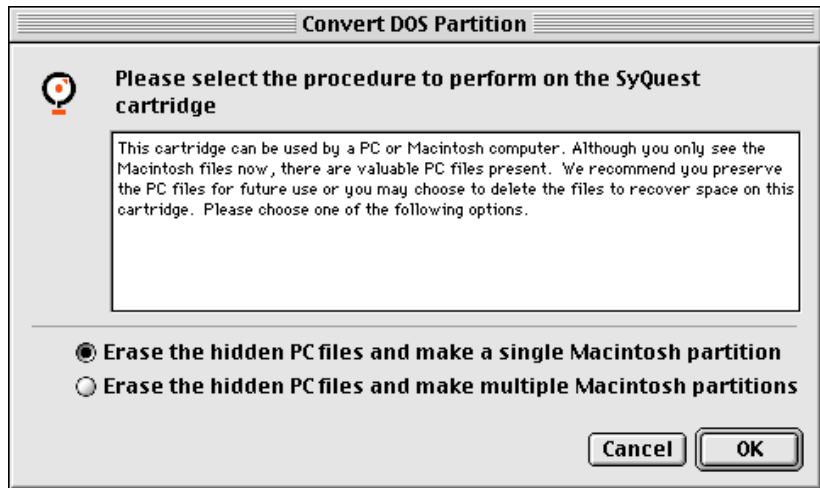 Convert DOS Partition
Please select the procedure to perform on the SyQuest
cartridge
This cartridge can be used by a PC or Macintosh computer. Although you only see the
Macintosh files now, there are valuable PC files present. We recommend you preserve
the PC files for future use or you may choose to delete the files to recover space on this
cartridge. Please choose one of the following options.
Erase the hidden PC files and make a single Macintosh partition
Erase the hidden PC files and make multiple Macintosh partitions
Cancel OK